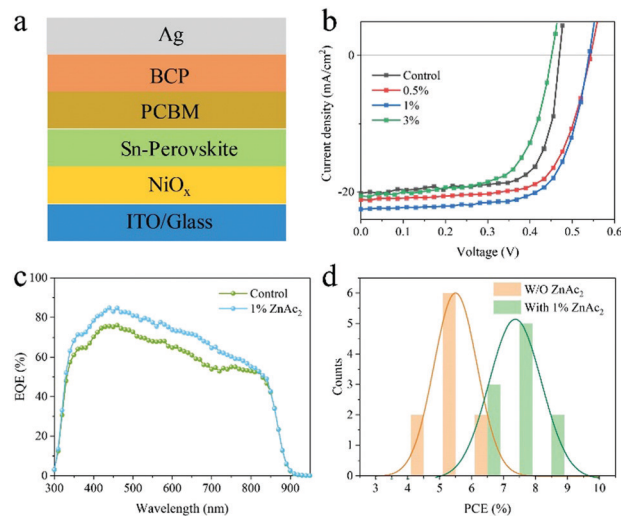 a
Ag
BCP
PCBM
Sn-Perovskite
NiOx
ITO/Glass
b
Current density (mA/cm²)
0
-20
Control
0.5%
1%
3%
0.0 0.1 0.2 0.3 0.4 0.5 0.6
Voltage (V)
c
EQE (%)
100
80
60
40
20
0
Control
1% ZnAc₂
300 400 500 600 700 800 900
Wavelength (nm)
d
Counts
6
5
4
3
2
1
0
W/O ZnAc₂
With 1% ZnAc₂
3 4 5 6 7 8 9 10
PCE (%)